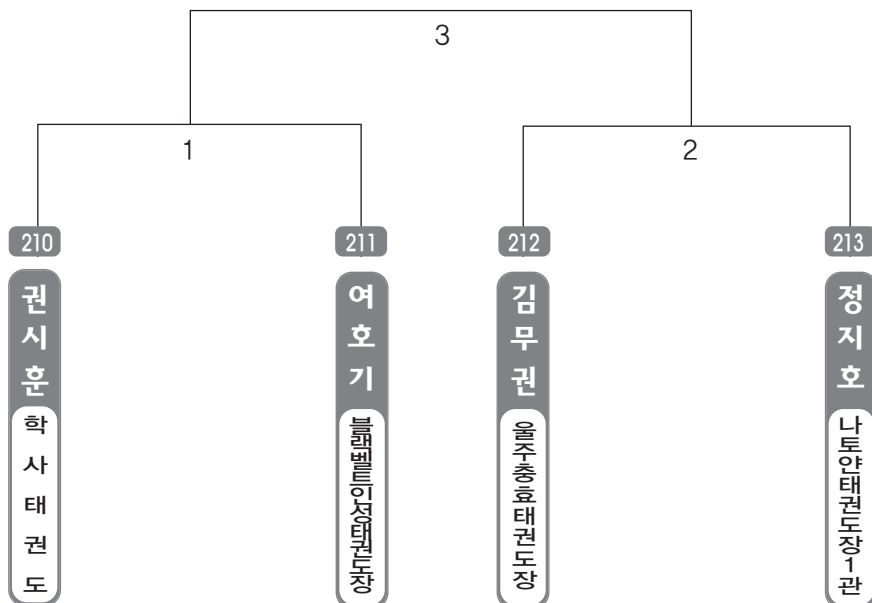 3
1
2
210
211
212
213
권시훈
여호기
김무권
정지호
학사태권도
블랙벨트인성태권도장
울주충효태권도장
나토얀태권도장1관